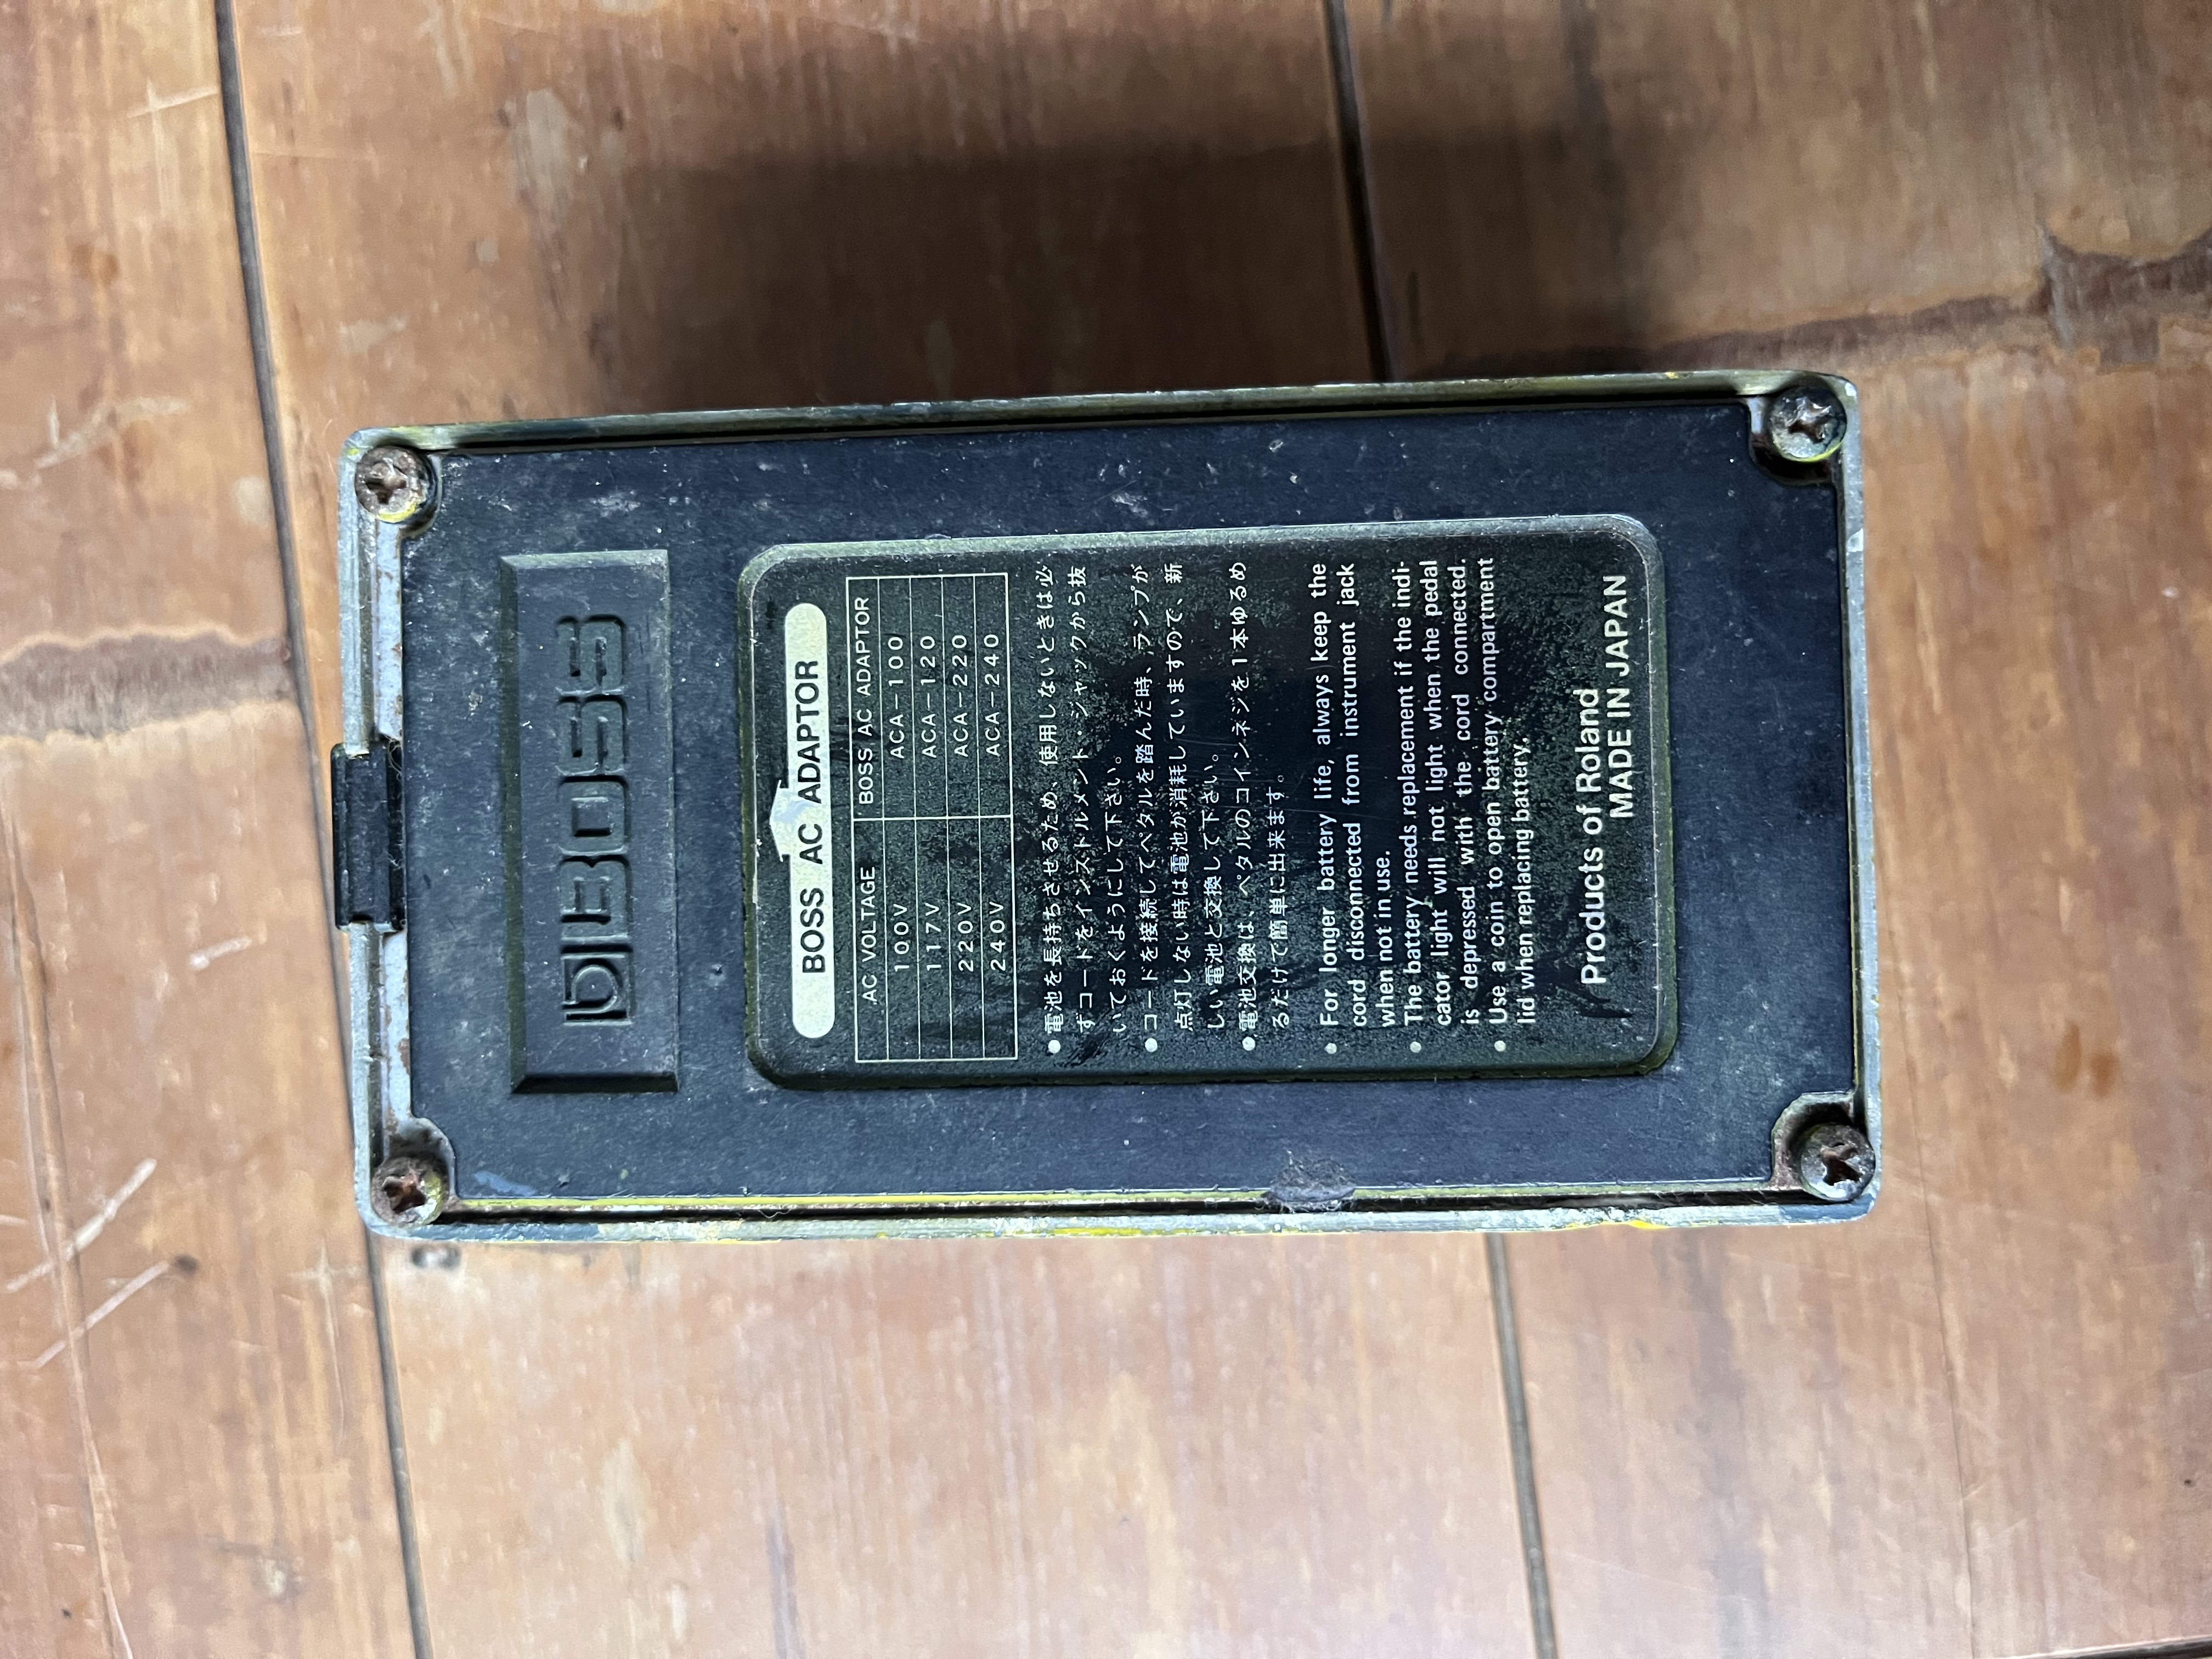 BOSS
BOSS AC ADAPTOR
AC VOLTAGE BOSS AC ADAPTOR
100V ACA-100
117V ACA-120
220V ACA-220
240V ACA-240
●電池を長持ちさせるため、使用しないときは必
ずコードをインストルメント・ジャックから抜
いておくようにして下さい。
●コードを接続してペダルを踏んだ時、ランプが
点灯しない時は電池が消耗していますので、新
しい電池と交換して下さい。
●電池交換は、ペダルのコインネジを1本ゆるめ
るだけで簡単に出来ます。
● For longer battery life, always keep the
cord disconnected from instrument jack
when not in use.
● The battery needs replacement if the indi-
cator light will not light when the pedal
is depressed with the cord connected.
● Use a coin to open battery compartment
lid when replacing battery.
Products of Roland
MADE IN JAPAN